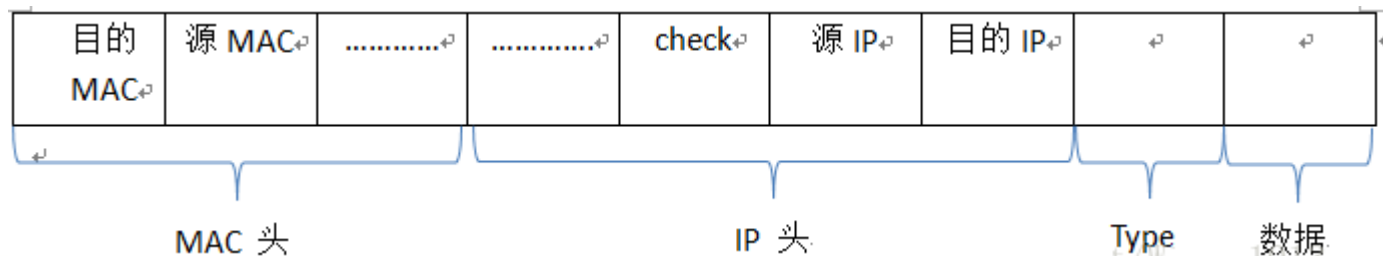 目的 源 MAC ………… …………. check 源 IP 目的 IP
MAC
MAC 头 IP 头 Type 数据